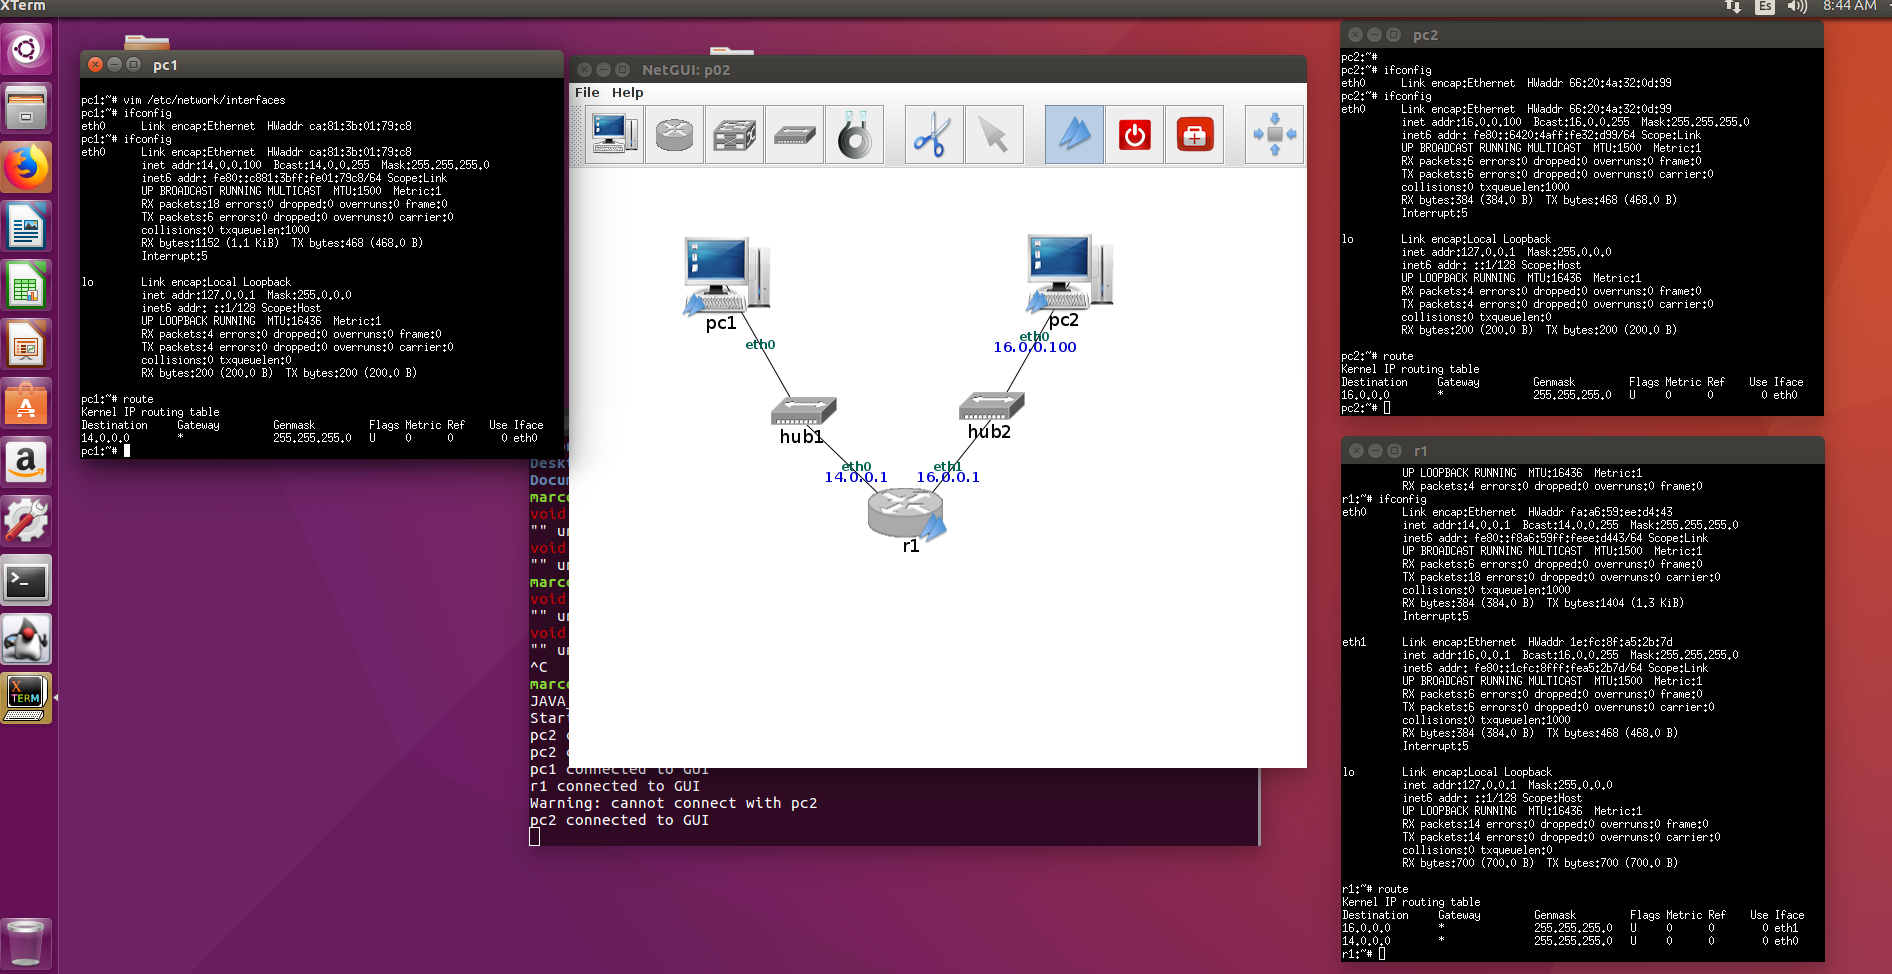 XTerm
Es
8:44 AM
pc1
pc1:~# vim /etc/network/interfaces
pc1:~# ifconfig
eth0 Link encap:Ethernet HWaddr ca:81:3b:01:79:c8
pc1:~# ifconfig
eth0 Link encap:Ethernet HWaddr ca:81:3b:01:79:c8
inet addr:14.0.0.100 Bcast:14.0.0.255 Mask:255.255.255.0
inet6 addr: fe80::c881:3bff:fe01:79c8/64 Scope:Link
UP BROADCAST RUNNING MULTICAST MTU:1500 Metric:1
RX packets:18 errors:0 dropped:0 overruns:0 frame:0
TX packets:6 errors:0 dropped:0 overruns:0 carrier:0
collisions:0 txqueuelen:1000
RX bytes:1152 (1.1 KiB) TX bytes:468 (468.0 B)
Interrupt:5
lo Link encap:Local Loopback
inet addr:127.0.0.1 Mask:255.0.0.0
inet6 addr: ::1/128 Scope:Host
UP LOOPBACK RUNNING MTU:16436 Metric:1
RX packets:4 errors:0 dropped:0 overruns:0 frame:0
TX packets:4 errors:0 dropped:0 overruns:0 carrier:0
collisions:0 txqueuelen:0
RX bytes:200 (200.0 B) TX bytes:200 (200.0 B)
pc1:~# route
Kernel IP routing table
Destination Gateway Genmask Flags Metric Ref Use Iface
14.0.0.0 * 255.255.255.0 U 0 0 0 eth0
pc1:~#
NetGUI: p02
File Help
pc1
eth0
pc2
eth0
16.0.0.100
hub1
hub2
eth0
14.0.0.1
eth1
16.0.0.1
r1
Deskt
Docum
marco
void
"" un
void
"" un
marco
void
"" un
void
"" un
^C
marco
JAVA_
Start
pc2 c
pc2 c
pc1 connected to GUI
r1 connected to GUI
Warning: cannot connect with pc2
pc2 connected to GUI
pc2
pc2:~#
pc2:~# ifconfig
eth0 Link encap:Ethernet HWaddr 66:20:4a:32:0d:99
pc2:~# ifconfig
eth0 Link encap:Ethernet HWaddr 66:20:4a:32:0d:99
inet addr:16.0.0.100 Bcast:16.0.0.255 Mask:255.255.255.0
inet6 addr: fe80::6420:4aff:fe32:d99/64 Scope:Link
UP BROADCAST RUNNING MULTICAST MTU:1500 Metric:1
RX packets:6 errors:0 dropped:0 overruns:0 frame:0
TX packets:6 errors:0 dropped:0 overruns:0 carrier:0
collisions:0 txqueuelen:1000
RX bytes:384 (384.0 B) TX bytes:468 (468.0 B)
Interrupt:5
lo Link encap:Local Loopback
inet addr:127.0.0.1 Mask:255.0.0.0
inet6 addr: ::1/128 Scope:Host
UP LOOPBACK RUNNING MTU:16436 Metric:1
RX packets:4 errors:0 dropped:0 overruns:0 frame:0
TX packets:4 errors:0 dropped:0 overruns:0 carrier:0
collisions:0 txqueuelen:0
RX bytes:200 (200.0 B) TX bytes:200 (200.0 B)
pc2:~# route
Kernel IP routing table
Destination Gateway Genmask Flags Metric Ref Use Iface
16.0.0.0 * 255.255.255.0 U 0 0 0 eth0
pc2:~#
r1
UP LOOPBACK RUNNING MTU:16436 Metric:1
RX packets:4 errors:0 dropped:0 overruns:0 frame:0
r1:~# ifconfig
eth0 Link encap:Ethernet HWaddr fa:a6:59:ee:d4:43
inet addr:14.0.0.1 Bcast:14.0.0.255 Mask:255.255.255.0
inet6 addr: fe80::f8a6:59ff:feee:d443/64 Scope:Link
UP BROADCAST RUNNING MULTICAST MTU:1500 Metric:1
RX packets:6 errors:0 dropped:0 overruns:0 frame:0
TX packets:18 errors:0 dropped:0 overruns:0 carrier:0
collisions:0 txqueuelen:1000
RX bytes:384 (384.0 B) TX bytes:1404 (1.3 KiB)
Interrupt:5
eth1 Link encap:Ethernet HWaddr 1e:fc:8f:a5:2b:7d
inet addr:16.0.0.1 Bcast:16.0.0.255 Mask:255.255.255.0
inet6 addr: fe80::1cfc:8fff:fea5:2b7d/64 Scope:Link
UP BROADCAST RUNNING MULTICAST MTU:1500 Metric:1
RX packets:6 errors:0 dropped:0 overruns:0 frame:0
TX packets:6 errors:0 dropped:0 overruns:0 carrier:0
collisions:0 txqueuelen:1000
RX bytes:384 (384.0 B) TX bytes:468 (468.0 B)
Interrupt:5
lo Link encap:Local Loopback
inet addr:127.0.0.1 Mask:255.0.0.0
inet6 addr: ::1/128 Scope:Host
UP LOOPBACK RUNNING MTU:16436 Metric:1
RX packets:14 errors:0 dropped:0 overruns:0 frame:0
TX packets:14 errors:0 dropped:0 overruns:0 carrier:0
collisions:0 txqueuelen:0
RX bytes:700 (700.0 B) TX bytes:700 (700.0 B)
r1:~# route
Kernel IP routing table
Destination Gateway Genmask Flags Metric Ref Use Iface
16.0.0.0 * 255.255.255.0 U 0 0 0 eth1
14.0.0.0 * 255.255.255.0 U 0 0 0 eth0
r1:~#
X
TERM